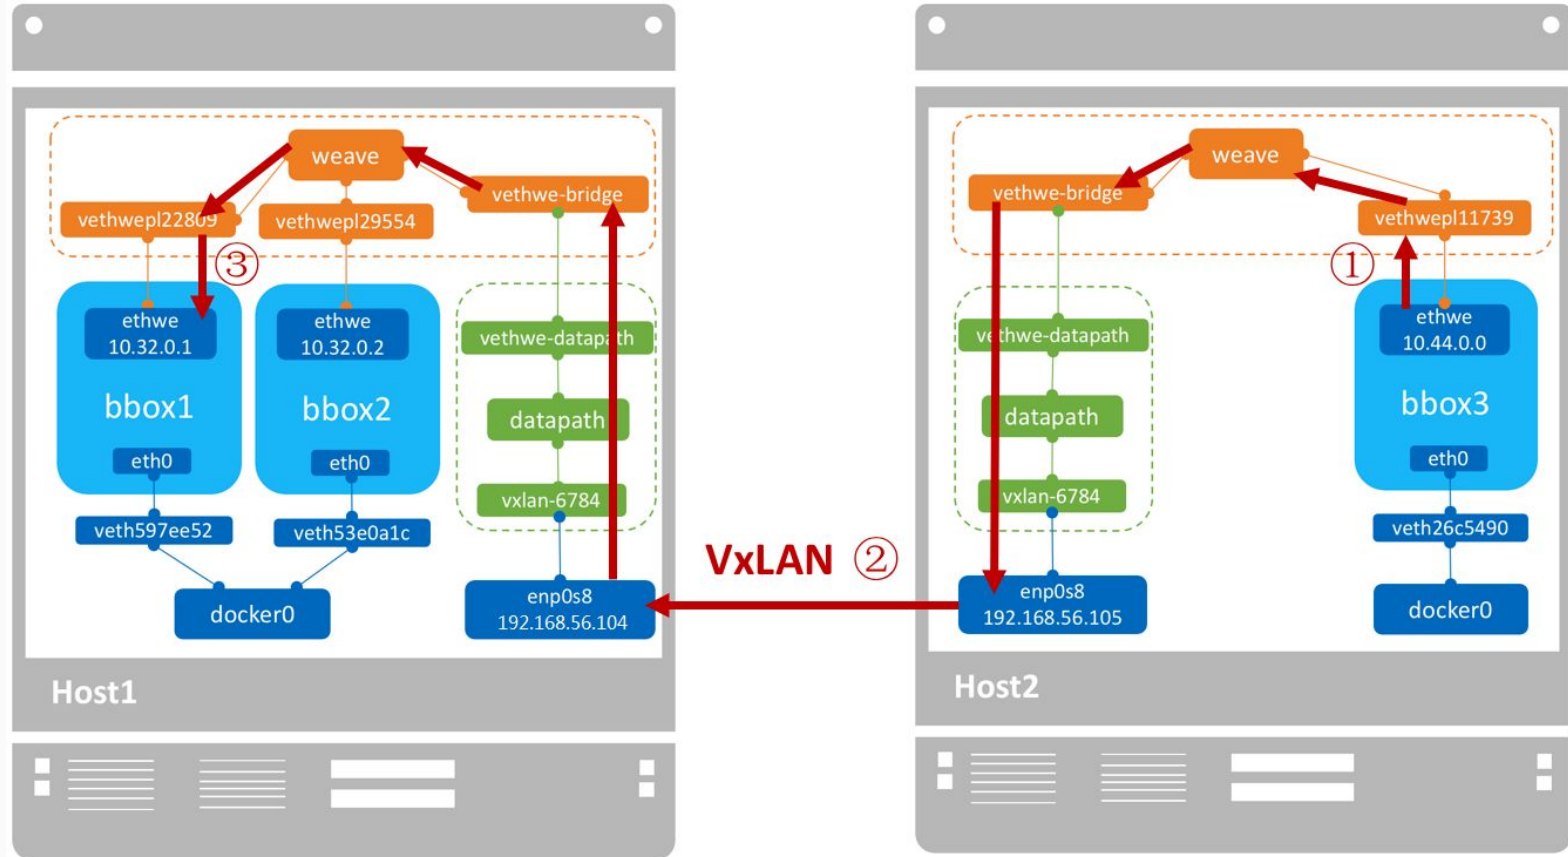 weave
vethwe-bridge
vethwepl22809
vethwepl29554
③
ethwe
10.32.0.1
bbox1
eth0
ethwe
10.32.0.2
bbox2
eth0
vethwe-datapath
datapath
vxlan-6784
veth597ee52
veth53e0a1c
docker0
enp0s8
192.168.56.104
Host1
VxLAN ②
weave
vethwe-bridge
vethwepl11739
①
vethwe-datapath
datapath
vxlan-6784
ethwe
10.44.0.0
bbox3
eth0
veth26c5490
enp0s8
192.168.56.105
docker0
Host2